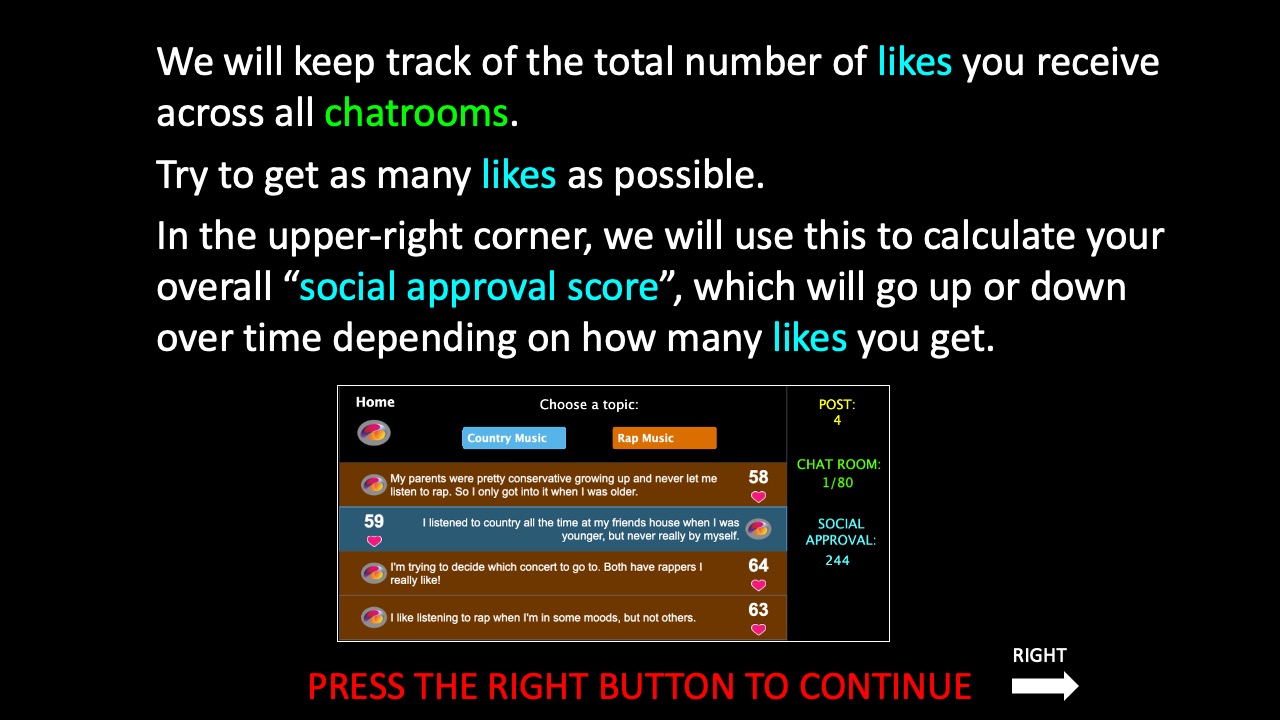 We will keep track of the total number of likes you receive
across all chatrooms.
Try to get as many likes as possible.
In the upper-right corner, we will use this to calculate your
overall “social approval score”, which will go up or down
over time depending on how many likes you get.
Home
Choose a topic:
Country Music
Rap Music
My parents were pretty conservative growing up and never let me
listen to rap. So I only got into it when I was older.
58
59
I listened to country all the time at my friends house when I was
younger, but never really by myself.
I'm trying to decide which concert to go to. Both have rappers I
really like!
64
I like listening to rap when I'm in some moods, but not others.
63
POST:
4
CHAT ROOM:
1/80
SOCIAL
APPROVAL:
244
RIGHT
PRESS THE RIGHT BUTTON TO CONTINUE